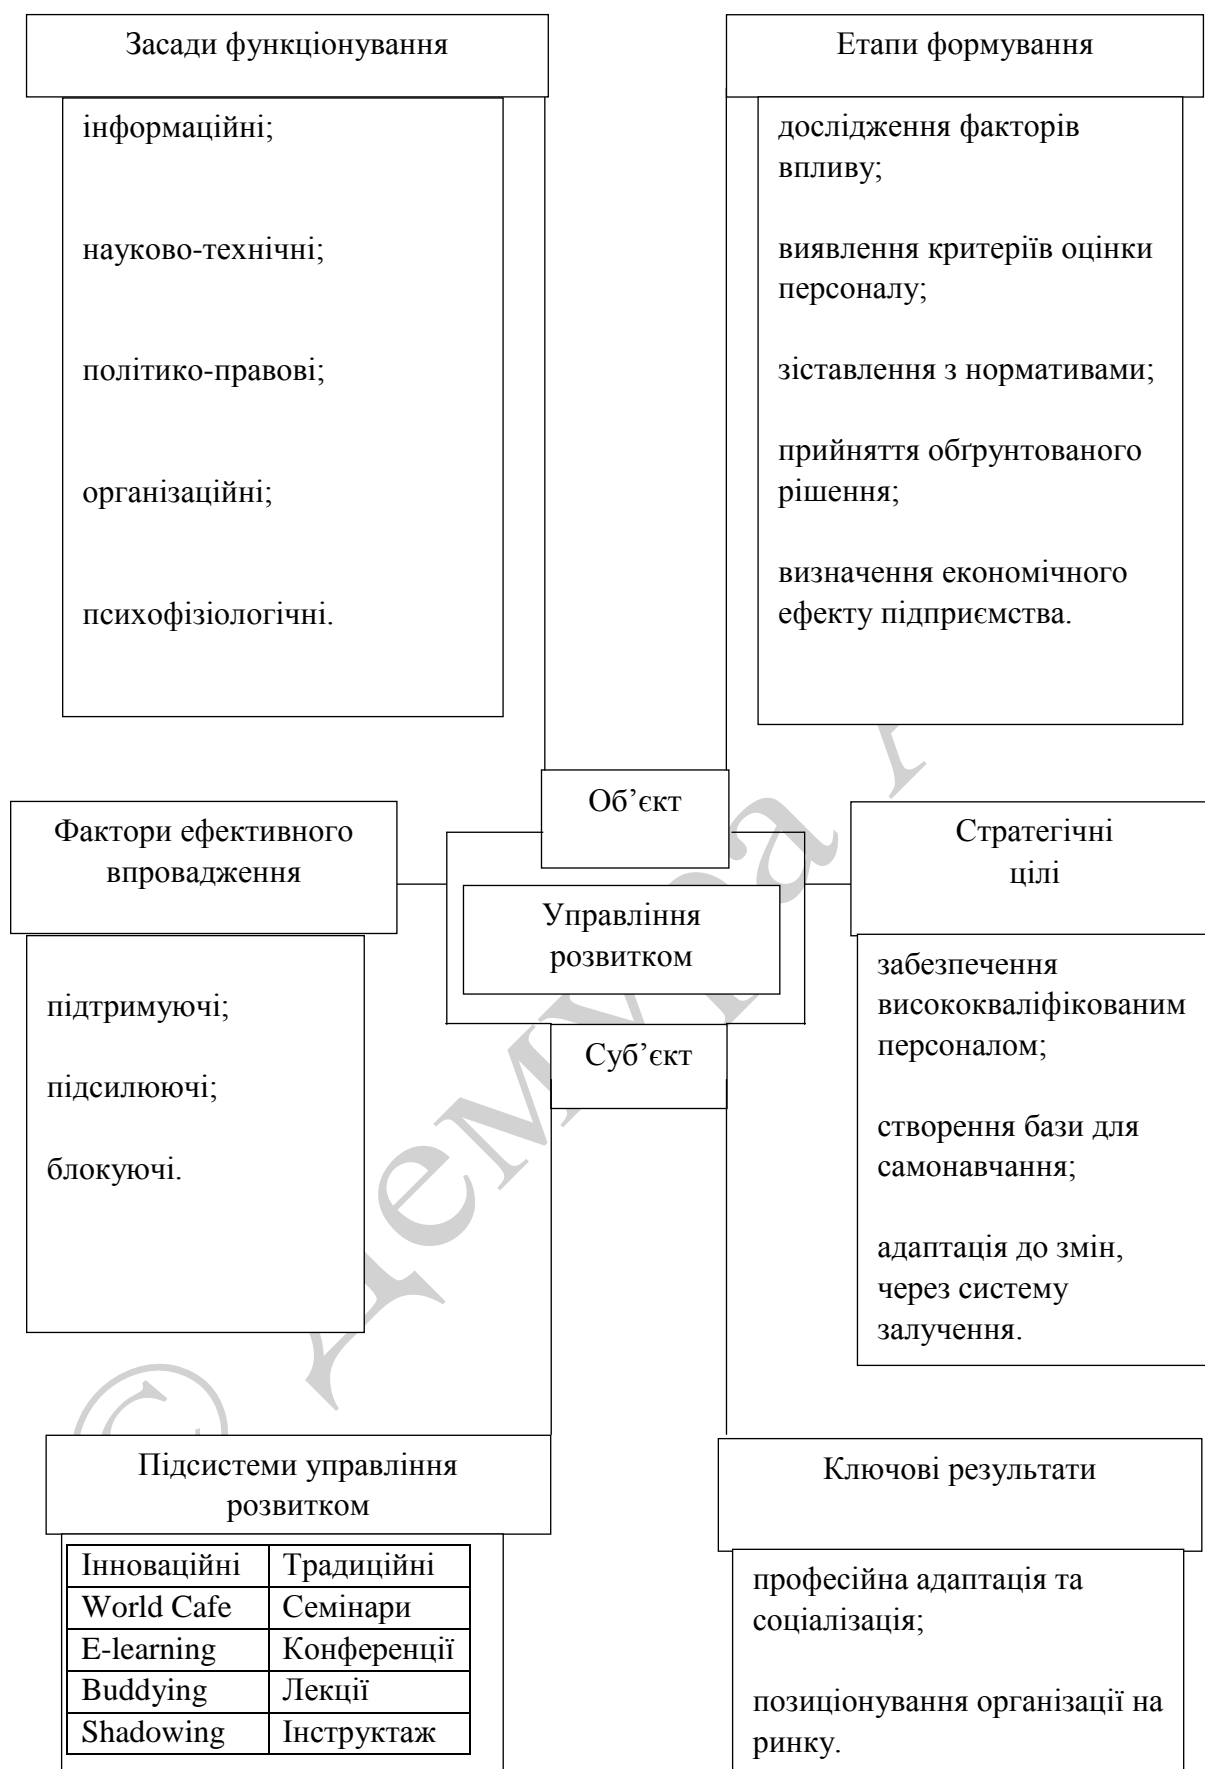 Засади функціонування
інформаційні;
науково-технічні;
політико-правові;
організаційні;
психофізіологічні.
Етапи формування
дослідження факторів
впливу;
виявлення критеріїв оцінки
персоналу;
зіставлення з нормативами;
прийняття обґрунтованого
рішення;
визначення економічного
ефекту підприємства.
Об’єкт
Фактори ефективного
впровадження
підтримуючі;
підсилюючі;
блокуючі.
Управління
розвитком
Суб’єкт
Стратегічні
цілі
забезпечення
висококваліфікованим
персоналом;
створення бази для
самонавчання;
адаптація до змін,
через систему
залучення.
Підсистеми управління
розвитком
Інноваційні Традиційні
World Cafe Семінари
E-learning Конференції
Buddying Лекції
Shadowing Інструктаж
Ключові результати
професійна адаптація та
соціалізація;
позиціонування організації на
ринку.